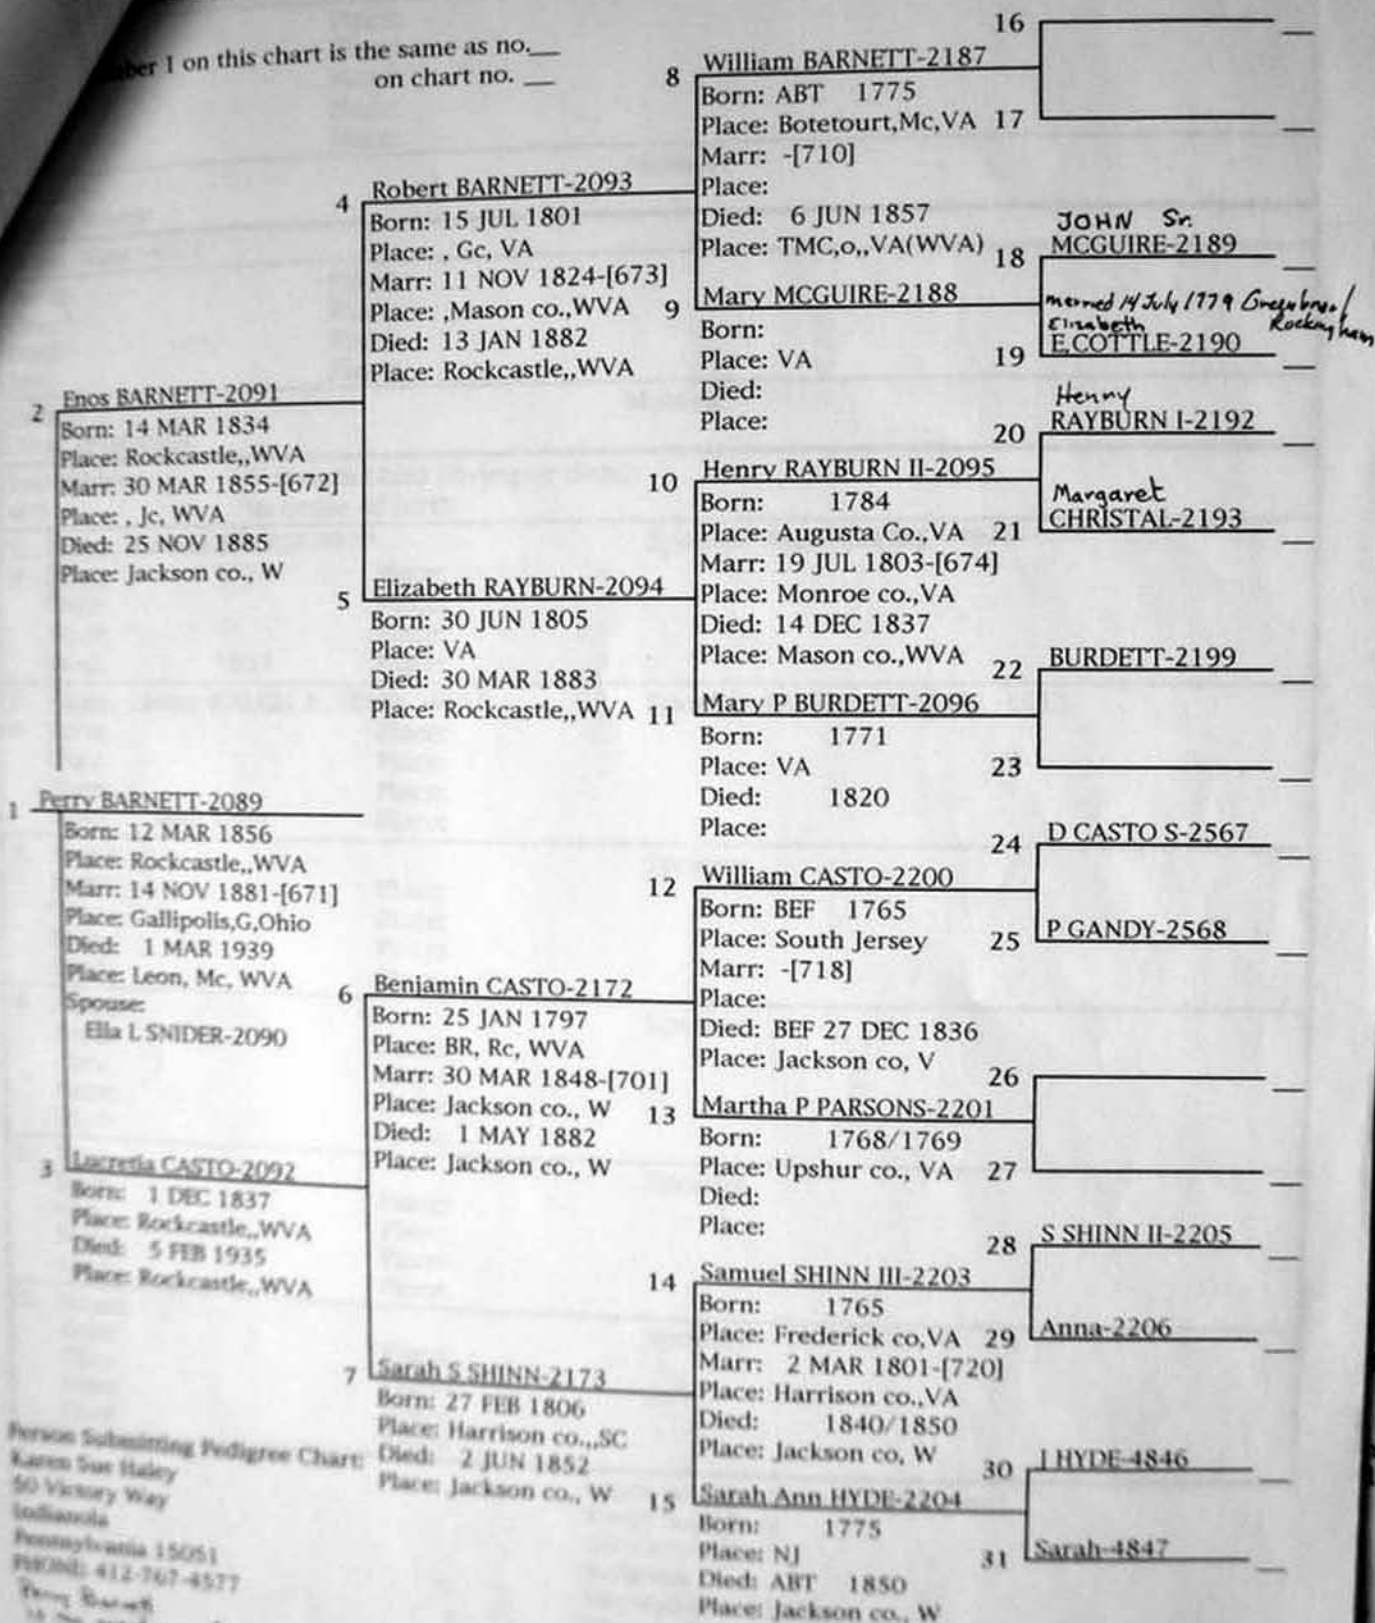 1 on this chart is the same as no.__
on chart no. __
16
8 William BARNETT-2187
Born: ABT 1775
Place: Botetourt,Mc,VA 17
Marr: -[710]
Place:
Died: 6 JUN 1857
Place: TMC,o,,VA(WVA)
4 Robert BARNETT-2093
Born: 15 JUL 1801
Place: , Gc, VA
Marr: 11 NOV 1824-[673]
Place: ,Mason co.,WVA
Died: 13 JAN 1882
Place: Rockcastle,,WVA
JOHN Sr.
18 MCGUIRE-2189
9 Mary MCGUIRE-2188
Born:
Place: VA
Died:
Place:
married 14 July 1779
Rockingham
Elizabeth
19 E.COTTLE-2190
2 Enos BARNETT-2091
Born: 14 MAR 1834
Place: Rockcastle,,WVA
Marr: 30 MAR 1855-[672]
Place: , Jc, WVA
Died: 25 NOV 1885
Place: Jackson co., W
Henry
20 RAYBURN I-2192
10 Henry RAYBURN II-2095
Born: 1784
Place: Augusta Co.,VA
Marr: 19 JUL 1803-[674]
Place: Monroe co.,VA
Died: 14 DEC 1837
Place: Mason co.,WVA
Margaret
21 CHRISTAL-2193
5 Elizabeth RAYBURN-2094
Born: 30 JUN 1805
Place: VA
Died: 30 MAR 1883
Place: Rockcastle,,WVA
22 BURDETT-2199
11 Mary P BURDETT-2096
Born: 1771
Place: VA
Died: 1820
Place:
23
1 Perry BARNETT-2089
Born: 12 MAR 1856
Place: Rockcastle,,WVA
Marr: 14 NOV 1881-[671]
Place: Gallipolis,G,Ohio
Died: 1 MAR 1939
Place: Leon, Mc, WVA
Spouse:
Ella L SNIDER-2090
24 D CASTO S-2567
12 William CASTO-2200
Born: BEF 1765
Place: South Jersey
Marr: -[718]
Place:
Died: BEF 27 DEC 1836
Place: Jackson co, V
25 P GANDY-2568
6 Benjamin CASTO-2172
Born: 25 JAN 1797
Place: BR, Rc, WVA
Marr: 30 MAR 1848-[701]
Place: Jackson co., W
Died: 1 MAY 1882
Place: Jackson co., W
26
13 Martha P PARSONS-2201
Born: 1768/1769
Place: Upshur co., VA
Died:
Place:
27
3 Lucretia CASTO-2092
Born: 1 DEC 1837
Place: Rockcastle,,WVA
Died: 5 FEB 1935
Place: Rockcastle,,WVA
28 S SHINN II-2205
14 Samuel SHINN III-2203
Born: 1765
Place: Frederick co,VA
Marr: 2 MAR 1801-[720]
Place: Harrison co.,VA
Died: 1840/1850
Place: Jackson co, W
29 Anna-2206
7 Sarah S SHINN-2173
Born: 27 FEB 1806
Place: Harrison co.,,SC
Died: 2 JUN 1852
Place: Jackson co., W
30 J HYDE-4846
15 Sarah Ann HYDE-2204
Born: 1775
Place: NJ
Died: ABT 1850
Place: Jackson co., W
31 Sarah-4847
Person Submitting Pedigree Chart:
Karen Sue Haley
50 Victory Way
Indianola
Pennsylvania 15051
PHONE: 412-767-4577